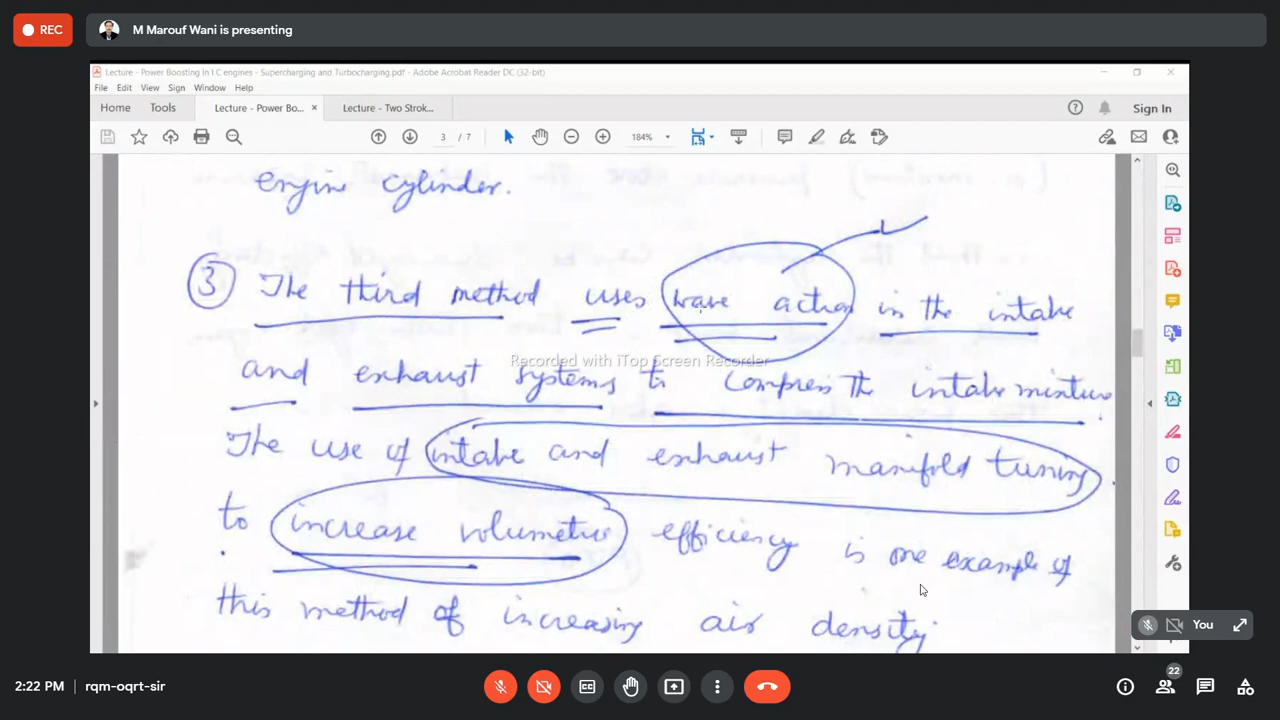 REC
M Marouf Wani is presenting
Lecture - Power Boosting In I C engines - Supercharging and Turbocharging.pdf - Adobe Acrobat Reader DC (32-bit)
File Edit View Sign Window Help
Home Tools Lecture - Power Bo... × Lecture - Two Strok... Sign In
3 / 7 184%
engine cylinder.
③ The third method uses wave action in the intake
Recorded with iTop Screen Recorder
and exhaust systems to compress the intake mixture.
The use of intake and exhaust manifold tuning
to increase volumetric efficiency is one example of
this method of increasing air density
You
2:22 PM | rqm-oqrt-sir
22